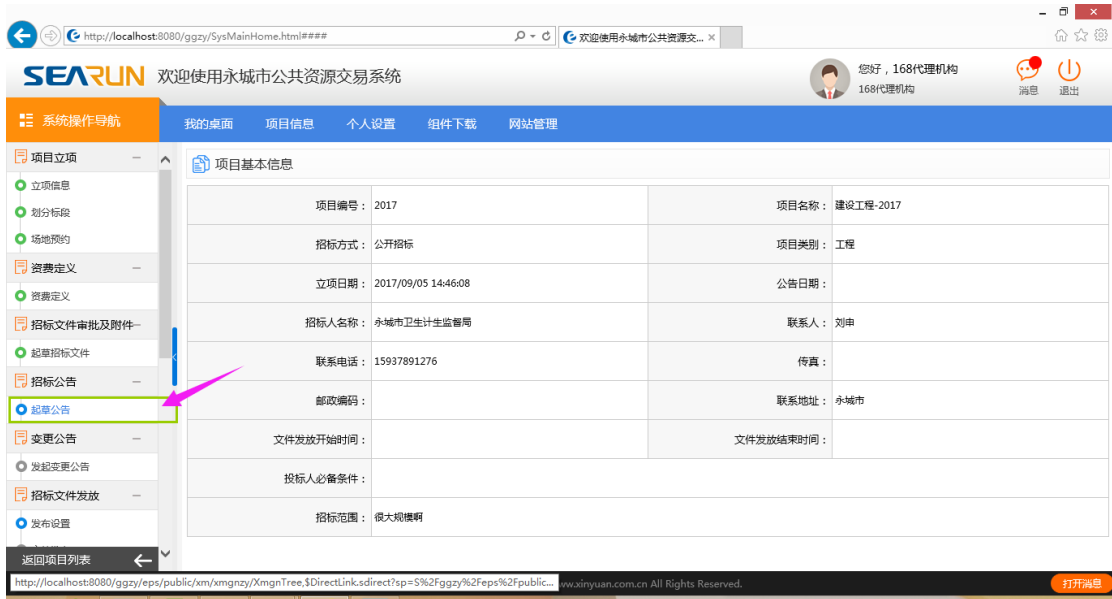 http://localhost:8080/ggzy/SysMainHome.html####
欢迎使用永城市公共资源交...
SEARUN 欢迎使用永城市公共资源交易系统
您好，168代理机构
168代理机构
消息
退出
系统操作导航
我的桌面 项目信息 个人设置 组件下载 网站管理
项目立项
立项信息
划分标段
场地预约
资费定义
资费定义
招标文件审批及附件
起草招标文件
招标公告
起草公告
变更公告
发起变更公告
招标文件发放
发布设置
返回项目列表
项目基本信息
项目编号： 2017 项目名称： 建设工程-2017
招标方式： 公开招标 项目类别： 工程
立项日期： 2017/09/05 14:46:08 公告日期：
招标人名称： 永城市卫生计生监督局 联系人： 刘申
联系电话： 15937891276 传真：
邮政编码： 联系地址： 永城市
文件发放开始时间： 文件发放结束时间：
投标人必备条件：
招标范围： 很大规模啊
http://localhost:8080/ggzy/eps/public/xm/xmgnzy/XmgnTree,$DirectLink.sdirect?sp=S%2Fggzy%2Feps%2Fpublic...
.xinyuan.com.cn All Rights Reserved.
打开消息